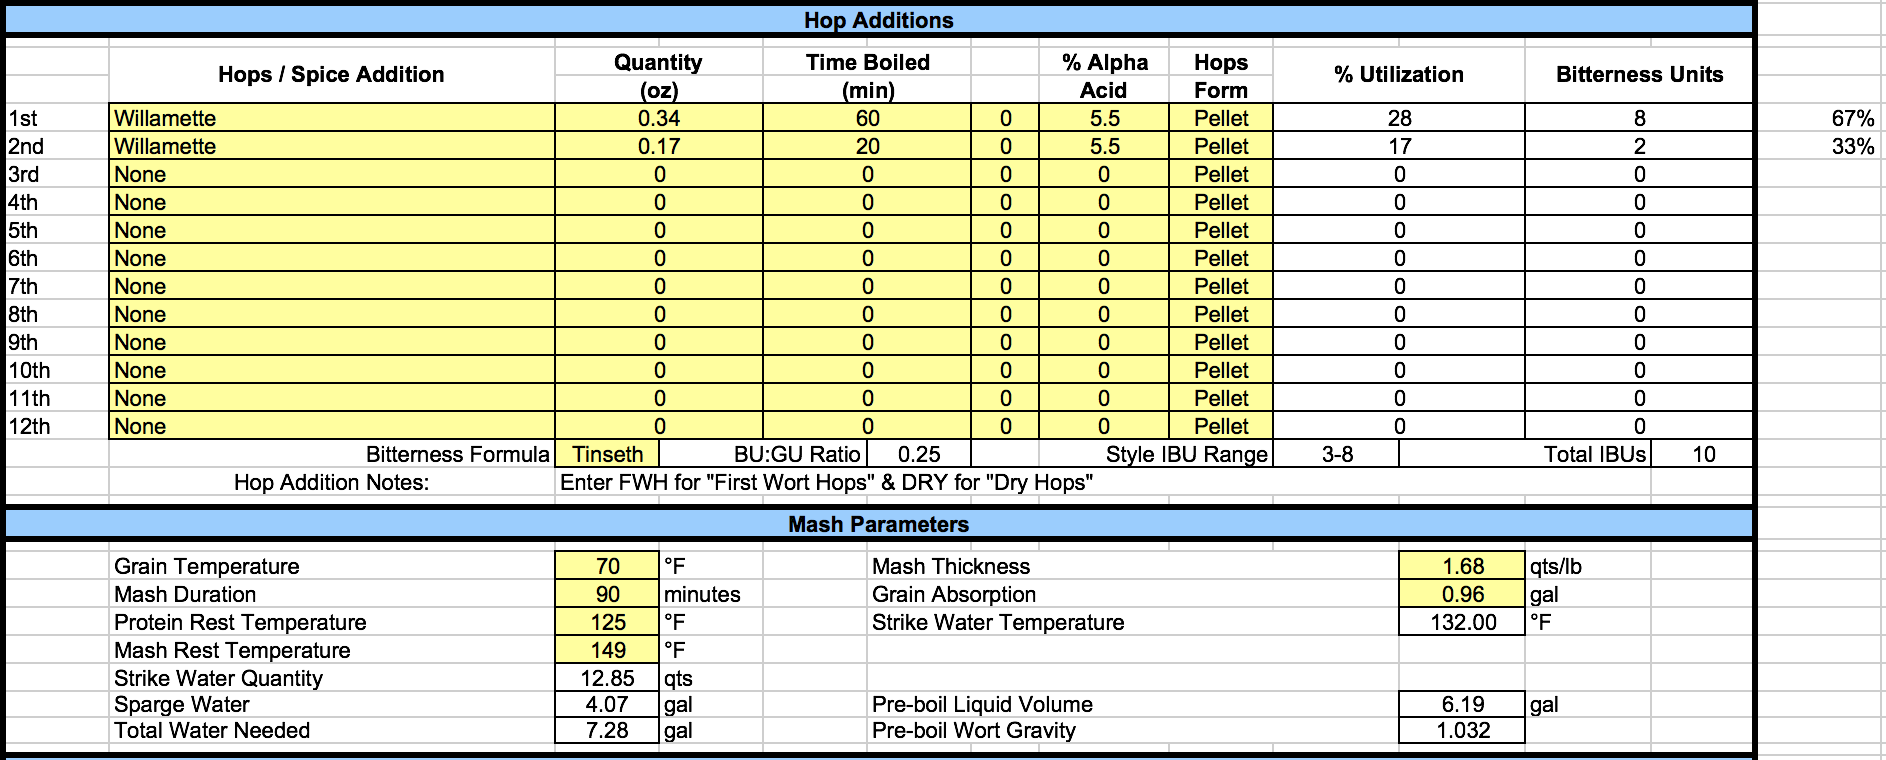 Hop Additions
Hops / Spice Addition Quantity (oz) Time Boiled (min) % Alpha Acid Hops Form % Utilization Bitterness Units
1st Willamette 0.34 60 0 5.5 Pellet 28 8 67%
2nd Willamette 0.17 20 0 5.5 Pellet 17 2 33%
3rd None 0 0 0 0 Pellet 0 0
4th None 0 0 0 0 Pellet 0 0
5th None 0 0 0 0 Pellet 0 0
6th None 0 0 0 0 Pellet 0 0
7th None 0 0 0 0 Pellet 0 0
8th None 0 0 0 0 Pellet 0 0
9th None 0 0 0 0 Pellet 0 0
10th None 0 0 0 0 Pellet 0 0
11th None 0 0 0 0 Pellet 0 0
12th None 0 0 0 0 Pellet 0 0
Bitterness Formula Tinseth BU:GU Ratio 0.25 Style IBU Range 3-8 Total IBUs 10
Hop Addition Notes: Enter FWH for "First Wort Hops" & DRY for "Dry Hops"
Mash Parameters
Grain Temperature 70 °F Mash Thickness 1.68 qts/lb
Mash Duration 90 minutes Grain Absorption 0.96 gal
Protein Rest Temperature 125 °F Strike Water Temperature 132.00 °F
Mash Rest Temperature 149 °F
Strike Water Quantity 12.85 qts
Sparge Water 4.07 gal Pre-boil Liquid Volume 6.19 gal
Total Water Needed 7.28 gal Pre-boil Wort Gravity 1.032